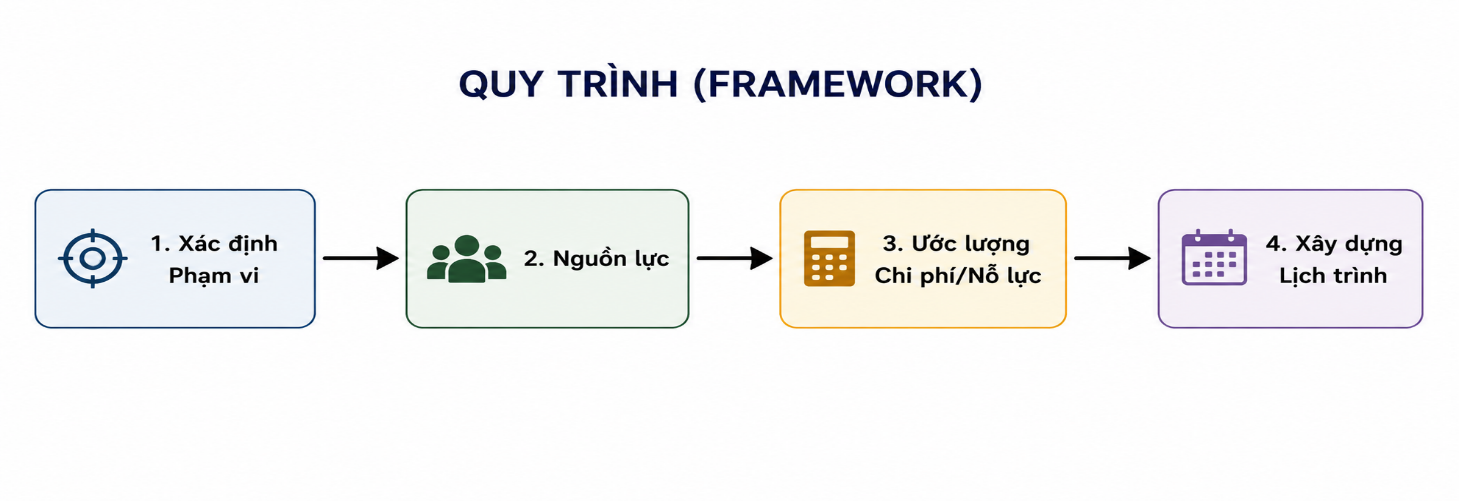 QUY TRÌNH (FRAMEWORK)
1. Xác định
Phạm vi
2. Nguồn lực
3. Ước lượng
Chi phí/Nỗ lực
4. Xây dựng
Lịch trình